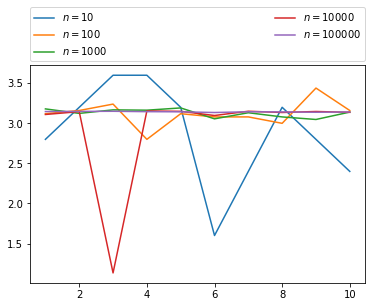 n = 10
n = 100
n = 1000
n = 10000
n = 100000
3.5
3.0
2.5
2.0
1.5
2 4 6 8 10